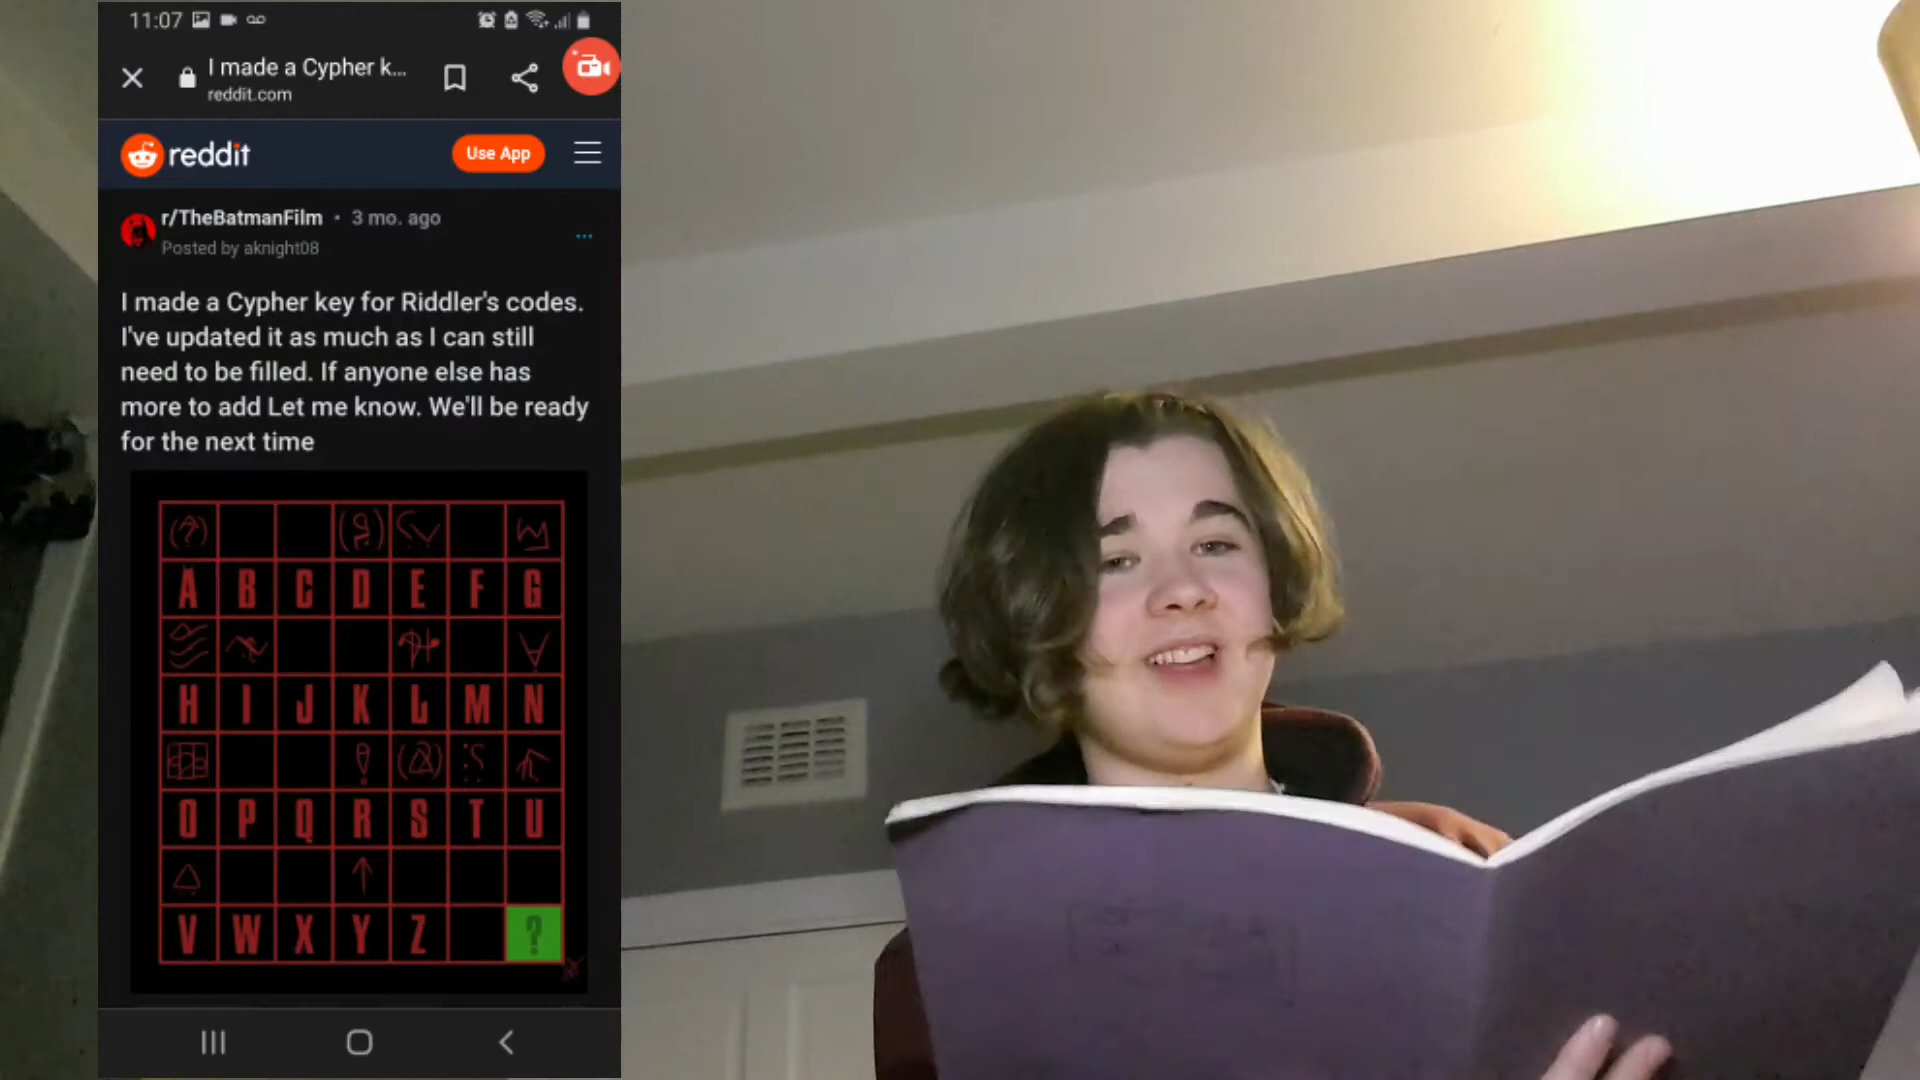 11:07
I made a Cypher k...
reddit.com
reddit
Use App
r/TheBatmanFilm • 3 mo. ago
Posted by aknight08
I made a Cypher key for Riddler's codes.
I've updated it as much as I can still
need to be filled. If anyone else has
more to add Let me know. We'll be ready
for the next time
A B C D E F G
H I J K L M N
O P Q R S T U
V W X Y Z ?